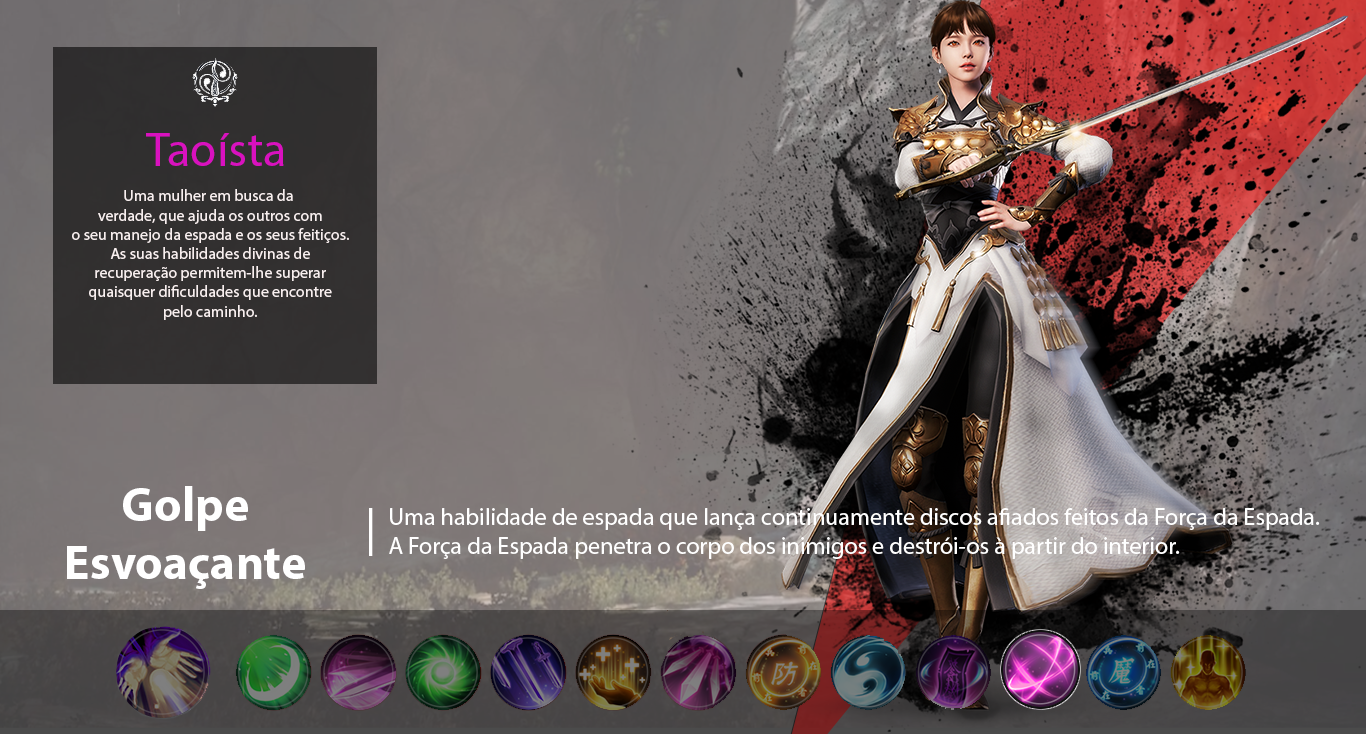 Taoísta
Uma mulher em busca da
verdade, que ajuda os outros com
o seu manejo da espada e os seus feitiços.
As suas habilidades divinas de
recuperação permitem-lhe superar
quaisquer dificuldades que encontre
pelo caminho.
Golpe
Esvoaçante
Uma habilidade de espada que lança continuamente discos afiados feitos da Força da Espada.
A Força da Espada penetra o corpo dos inimigos e destrói-os à partir do interior.
防
魔